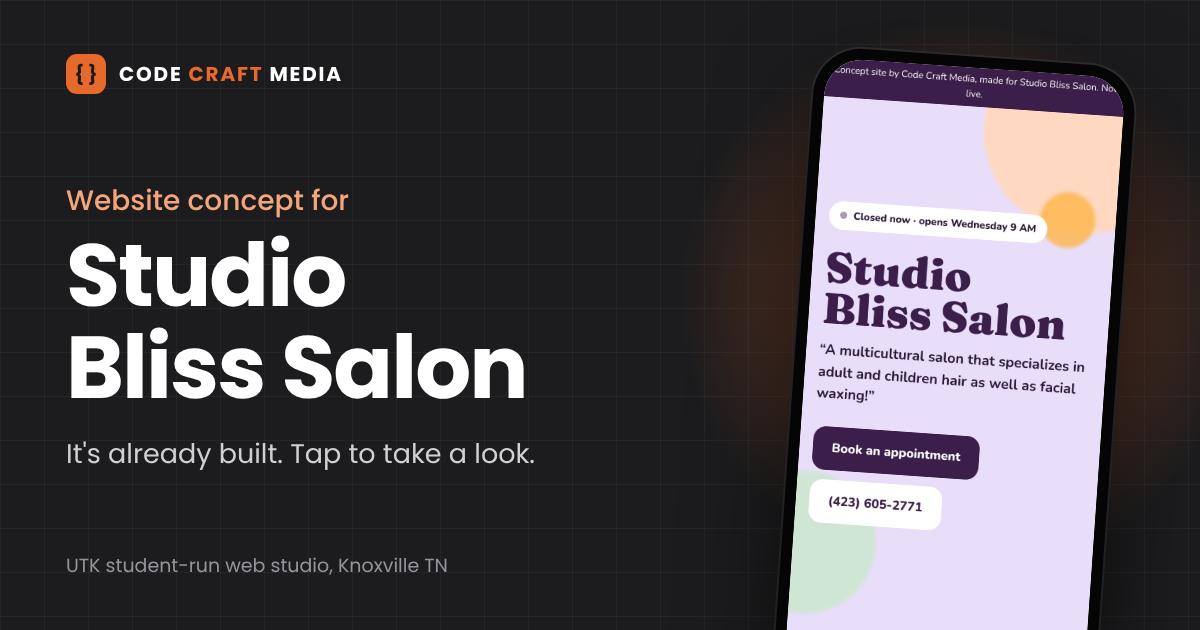 { }
CODE CRAFT MEDIA
Website concept for
Studio
Bliss Salon
It's already built. Tap to take a look.
UTK student-run web studio, Knoxville TN
Concept site by Code Craft Media, made for Studio Bliss Salon. Not
live.
Closed now · opens Wednesday 9 AM
Studio
Bliss Salon
“A multicultural salon that specializes in
adult and children hair as well as facial
waxing!”
Book an appointment
(423) 605-2771